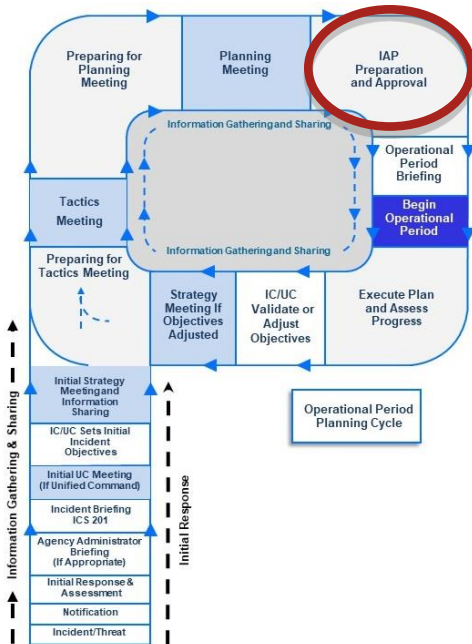 Preparing for
Planning
Meeting
Planning
Meeting
IAP
Preparation
and Approval
Information Gathering and Sharing
Operational
Period
Briefing
Begin
Operational
Period
Tactics
Meeting
Preparing for
Tactics Meeting
Information Gathering and Sharing
Strategy
Meeting If
Objectives
Adjusted
IC/UC
Validate or
Adjust
Objectives
Execute Plan
and Assess
Progress
Operational Period
Planning Cycle
Initial Strategy
Meeting and
Information
Sharing
IC/UC Sets Initial
Incident
Objectives
Initial UC Meeting
(If Unified Command)
Incident Briefing
ICS 201
Agency Administrator
Briefing
(If Appropriate)
Initial Response &
Assessment
Notification
Incident/Threat
Information Gathering & Sharing
Initial Response